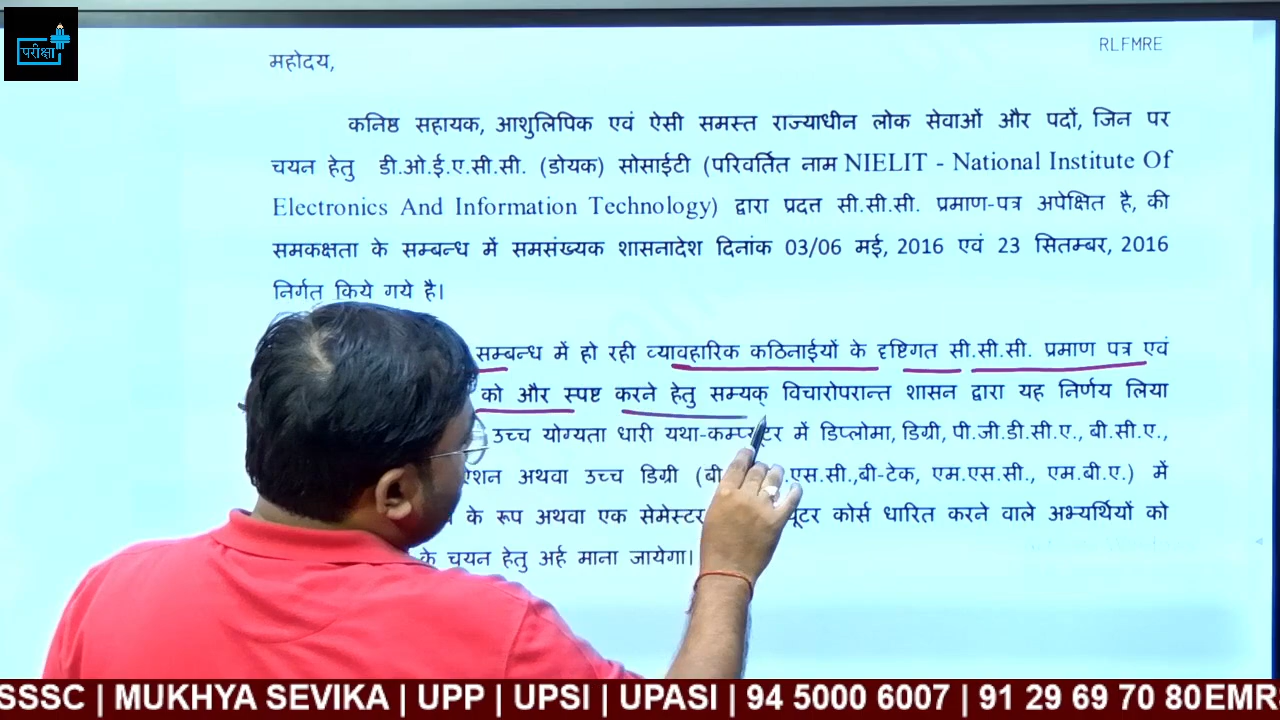 परीक्षा
RLFMRE
महोदय,
कनिष्ठ सहायक, आशुलिपिक एवं ऐसी समस्त राज्याधीन लोक सेवाओं और पदों, जिन पर
चयन हेतु डी.ओ.ई.ए.सी.सी. (डोयक) सोसाईटी (परिवर्तित नाम NIELIT - National Institute Of
Electronics And Information Technology) द्वारा प्रदत्त सी.सी.सी. प्रमाण-पत्र अपेक्षित है, की
समकक्षता के सम्बन्ध में समसंख्यक शासनादेश दिनांक 03/06 मई, 2016 एवं 23 सितम्बर, 2016
निर्गत किये गये है।
सम्बन्ध में हो रही व्यावहारिक कठिनाईयों के दृष्टिगत सी.सी.सी. प्रमाण पत्र एवं
को और स्पष्ट करने हेतु सम्यक् विचारोपरान्त शासन द्वारा यह निर्णय लिया
उच्च योग्यता धारी यथा-कम्प्यूटर में डिप्लोमा, डिग्री, पी.जी.डी.सी.ए., बी.सी.ए.,
अथवा उच्च डिग्री (बी .एस.सी.,बी-टेक, एम.एस.सी., एम.बी.ए.) में
के रूप अथवा एक सेमेस्टर कोर्स धारित करने वाले अभ्यर्थियों को
के चयन हेतु अर्ह माना जायेगा।
SSSC | MUKHYA SEVIKA | UPP | UPSI | UPASI | 94 5000 6007 | 91 29 69 70 80EMR